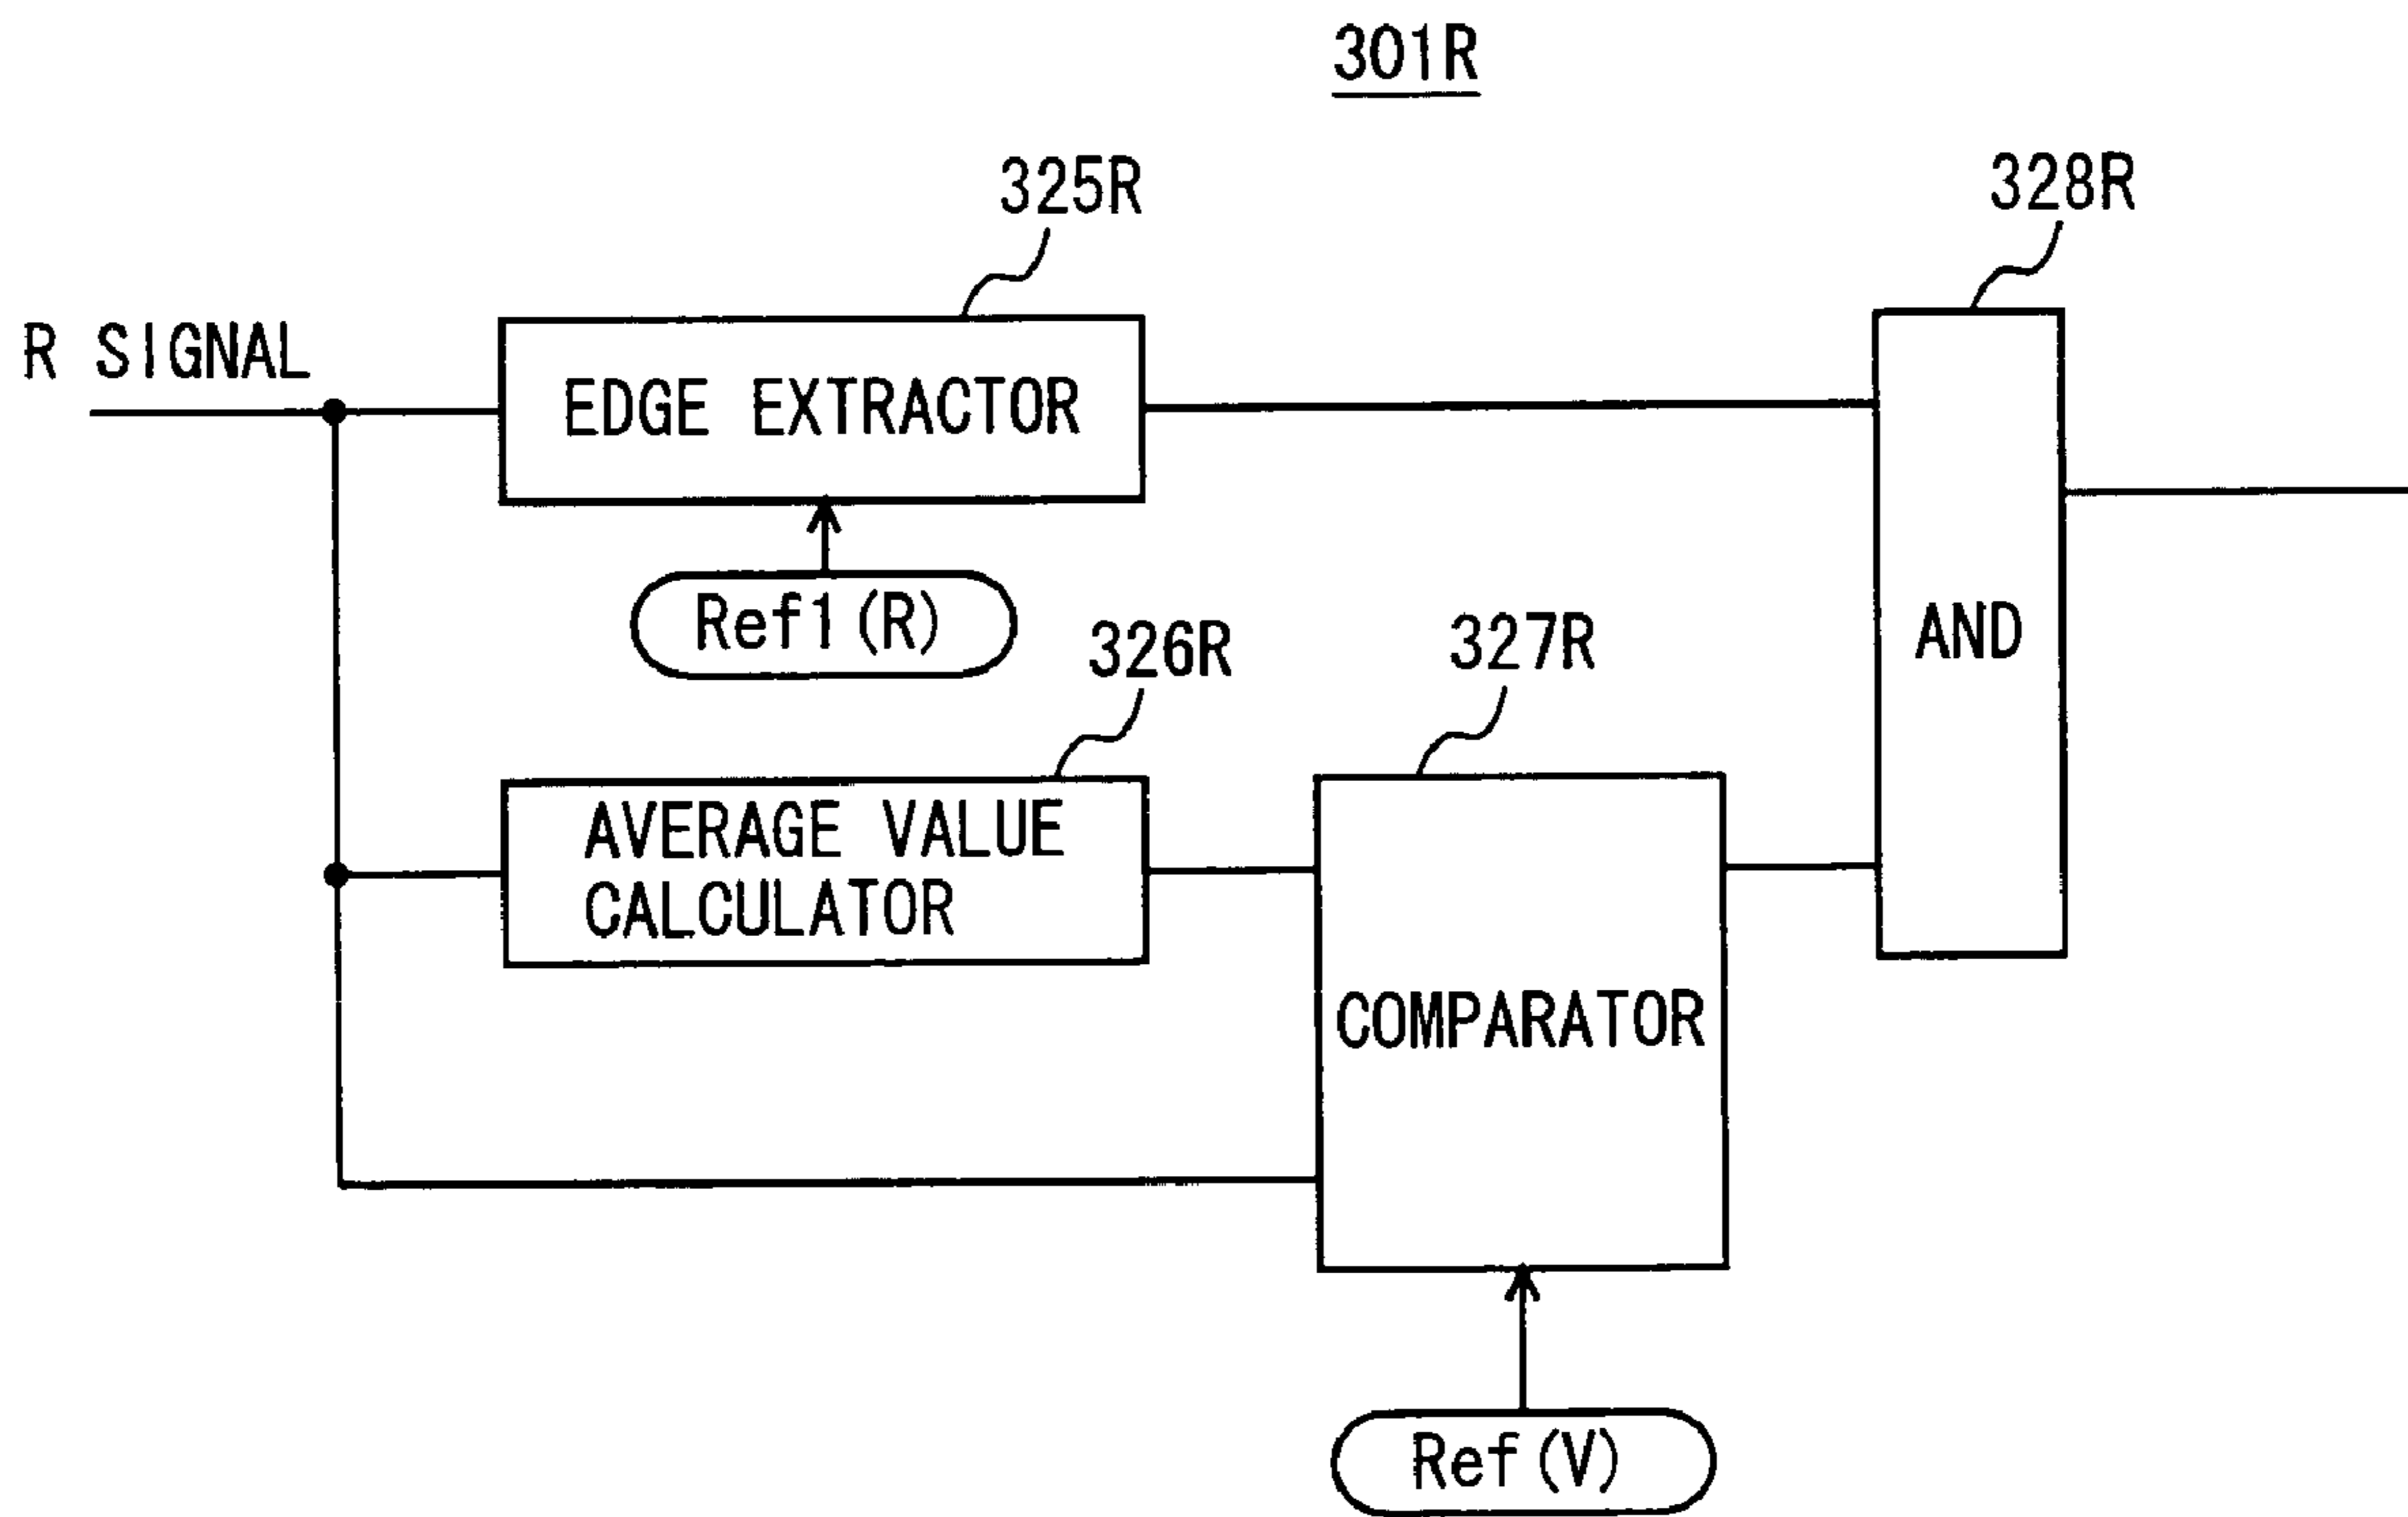 301R
325R
328R
R SIGNAL
EDGE EXTRACTOR
Ref1(R)
326R
327R
AND
AVERAGE VALUE
CALCULATOR
COMPARATOR
Ref(V)